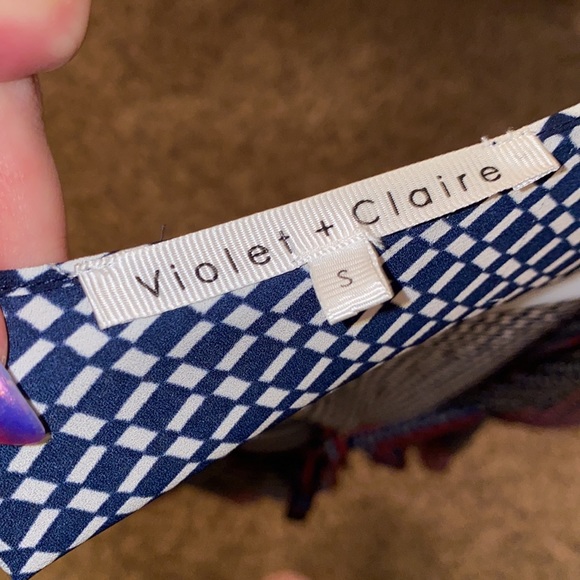 Violet + Claire
S